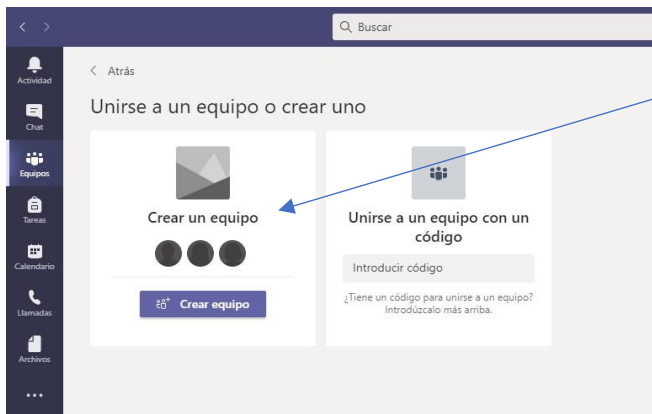 Buscar
Actividad
Chat
Equipos
Tareas
Calendario
Llamadas
Archivos
Atrás
Unirse a un equipo o crear uno
Crear un equipo
Crear equipo
Unirse a un equipo con un
código
Introducir código
¿Tiene un código para unirse a un equipo?
Introdúzcalo más arriba.